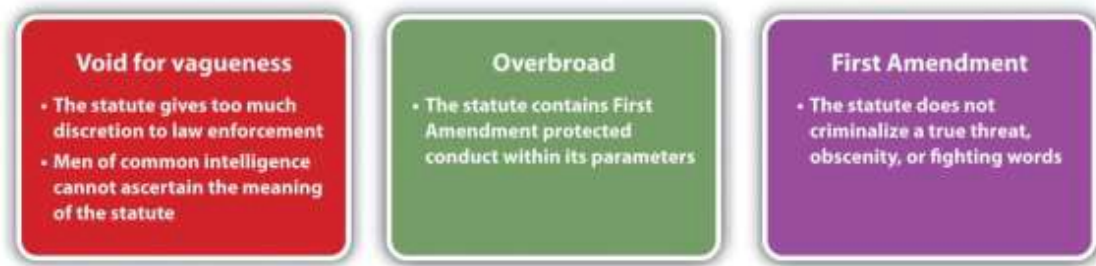 Void for vagueness
• The statute gives too much
discretion to law enforcement
• Men of common intelligence
cannot ascertain the meaning
of the statute
Overbroad
• The statute contains First
Amendment protected
conduct within its parameters
First Amendment
• The statute does not
criminalize a true threat,
obscenity, or fighting words